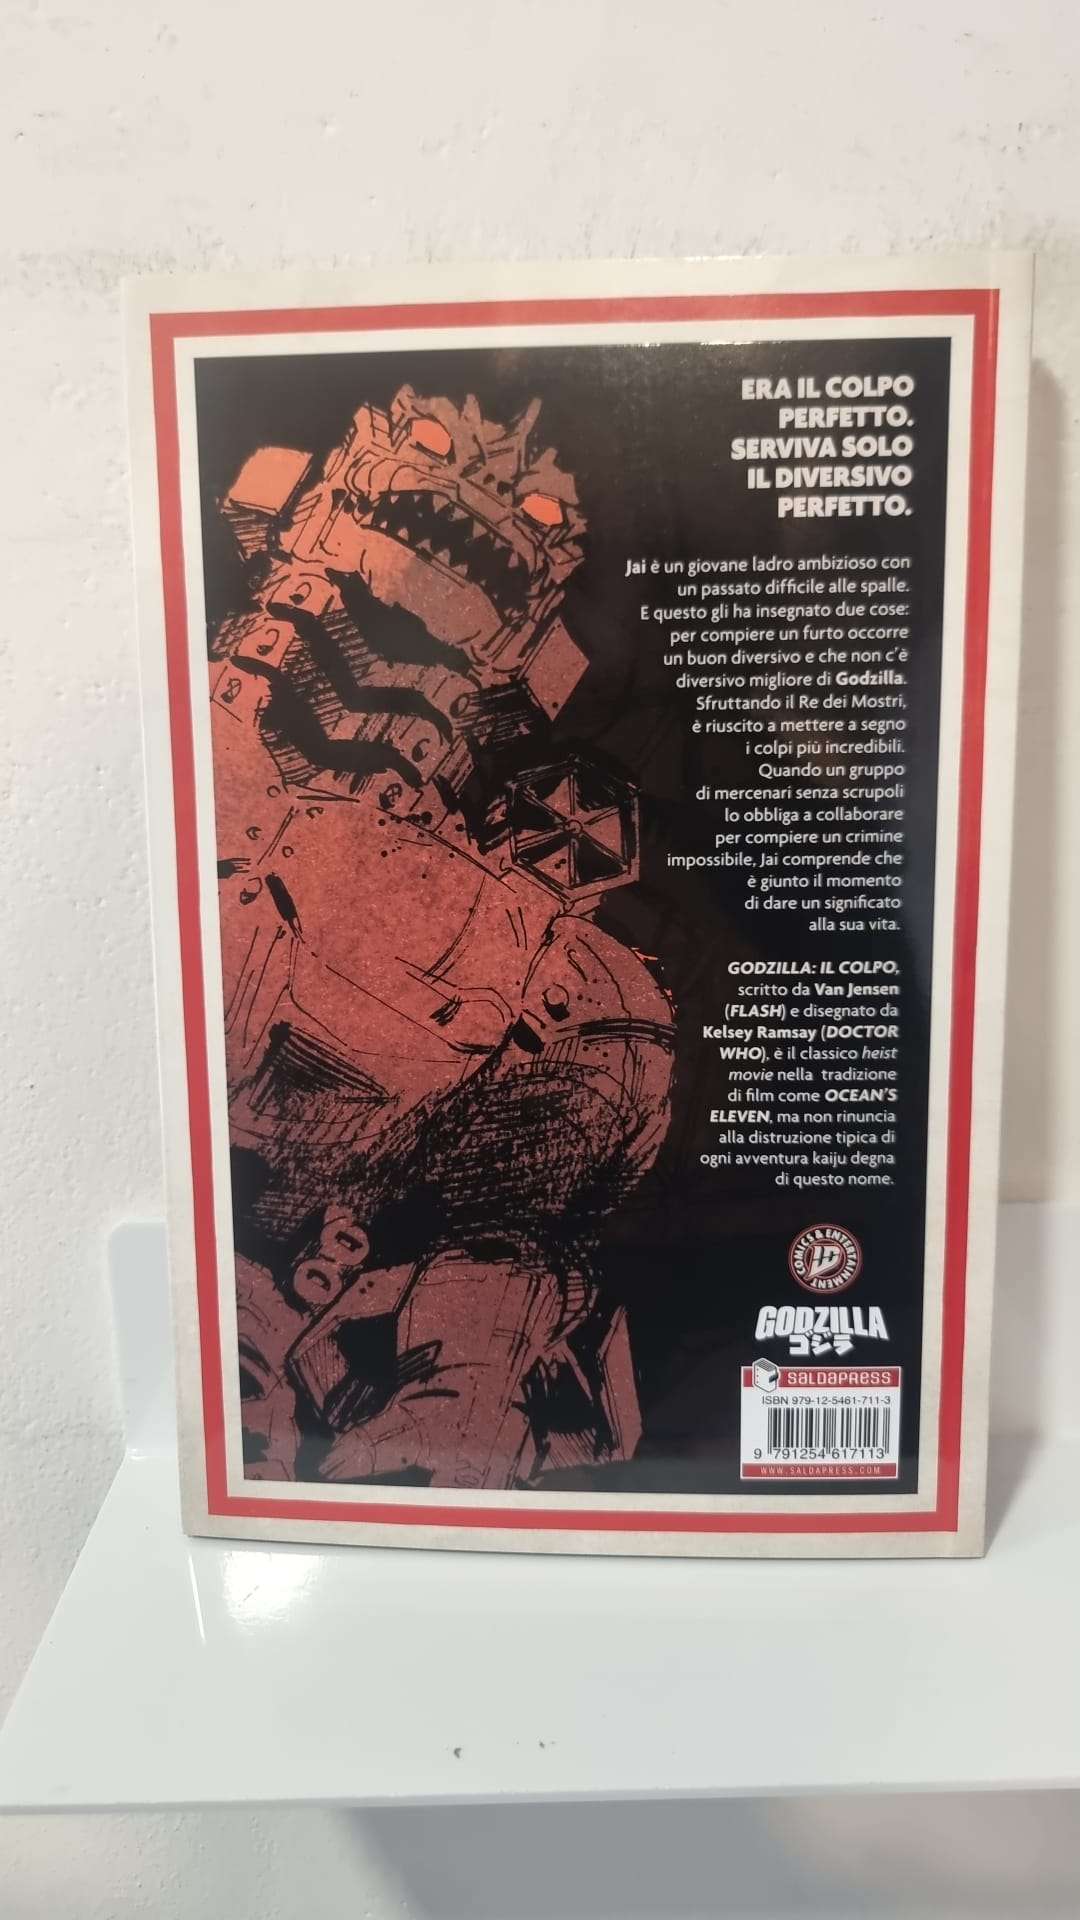 ERA IL COLPO
PERFETTO.
SERVIVA SOLO
IL DIVERSIVO
PERFETTO.
Jai è un giovane ladro ambizioso con
un passato difficile alle spalle.
E questo gli ha insegnato due cose:
per compiere un furto occorre
un buon diversivo e che non c'è
diversivo migliore di Godzilla.
Sfruttando il Re dei Mostri,
è riuscito a mettere a segno
i colpi più incredibili.
Quando un gruppo
di mercenari senza scrupoli
lo obbliga a collaborare
per compiere un crimine
impossibile, Jai comprende che
è giunto il momento
di dare un significato
alla sua vita.
GODZILLA: IL COLPO,
scritto da Van Jensen
(FLASH) e disegnato da
Kelsey Ramsay (DOCTOR
WHO), è il classico heist
movie nella tradizione
di film come OCEAN'S
ELEVEN, ma non rinuncia
alla distruzione tipica di
ogni avventura kaiju degna
di questo nome.
COMICS & ENTERTAINMENT
GODZILLA
ゴジラ
saldaPRESS
ISBN 979-12-5461-711-3
9 791254 617113
WWW.SALDAPRESS.COM